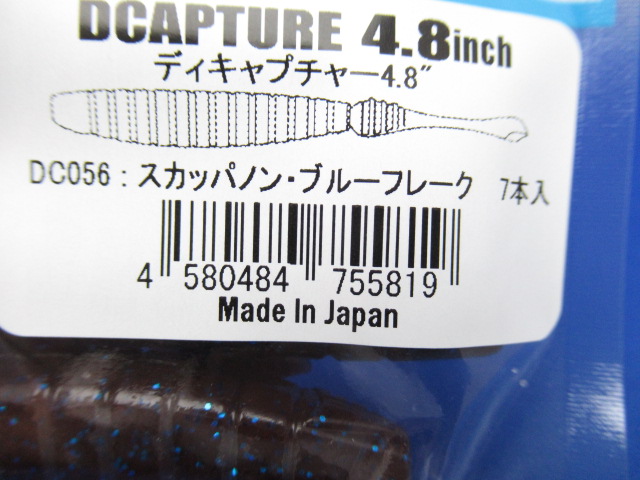 DCAPTURE 4.8inch
ディキャプチャー4.8″
DC056 : スカッパノン・ブルーフレーク 7本入
4 580484 755819
Made In Japan